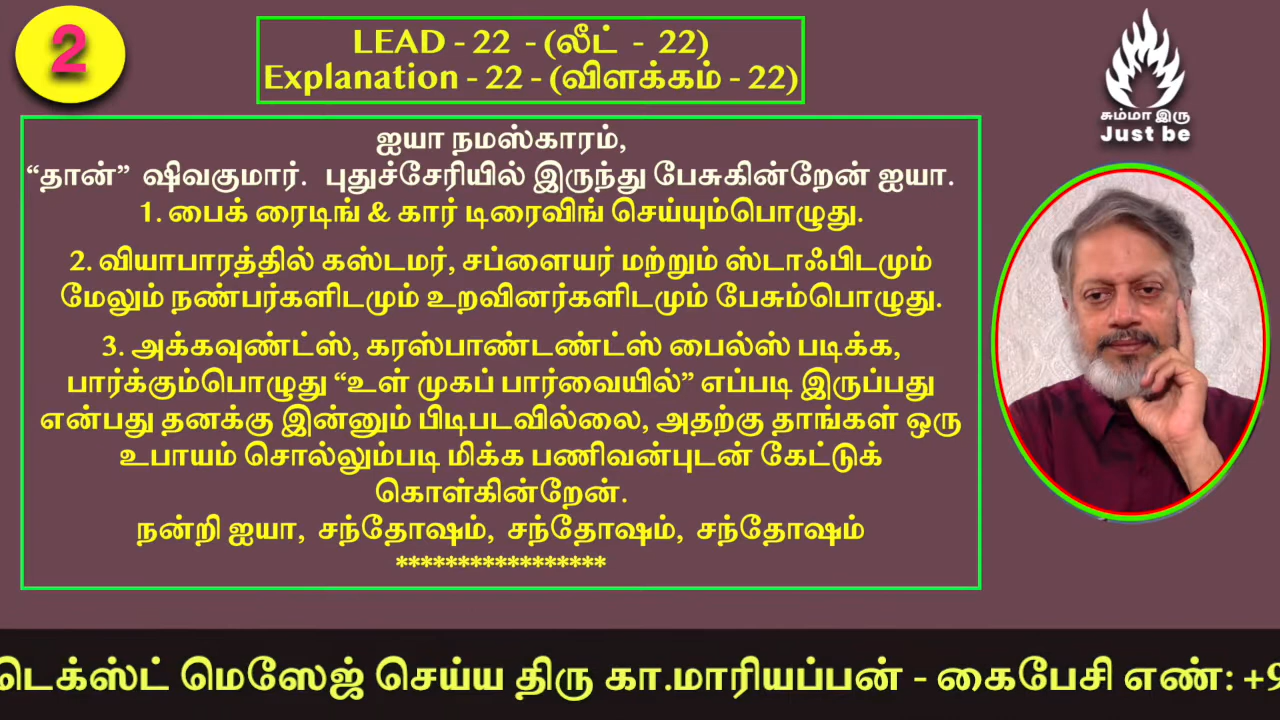 2
LEAD - 22 - (லீட் - 22)
Explanation - 22 - (விளக்கம் - 22)
சும்மா இரு
Just be
ஐயா நமஸ்காரம்,
“தான்” ஷிவகுமார். புதுச்சேரியில் இருந்து பேசுகின்றேன் ஐயா.
1. பைக் ரைடிங் & கார் டிரைவிங் செய்யும்பொழுது.
2. வியாபாரத்தில் கஸ்டமர், சப்ளையர் மற்றும் ஸ்டாஃபிடமும்
மேலும் நண்பர்களிடமும் உறவினர்களிடமும் பேசும்பொழுது.
3. அக்கவுண்ட்ஸ், கரஸ்பாண்டண்ட்ஸ் பைல்ஸ் படிக்க,
பார்க்கும்பொழுது “உள் முகப் பார்வையில்” எப்படி இருப்பது
என்பது தனக்கு இன்னும் பிடிபடவில்லை, அதற்கு தாங்கள் ஒரு
உபாயம் சொல்லும்படி மிக்க பணிவன்புடன் கேட்டுக்
கொள்கின்றேன்.
நன்றி ஐயா, சந்தோஷம், சந்தோஷம், சந்தோஷம்
*****************
டெக்ஸ்ட் மெஸேஜ் செய்ய திரு கா.மாரியப்பன் - கைபேசி எண்: +9